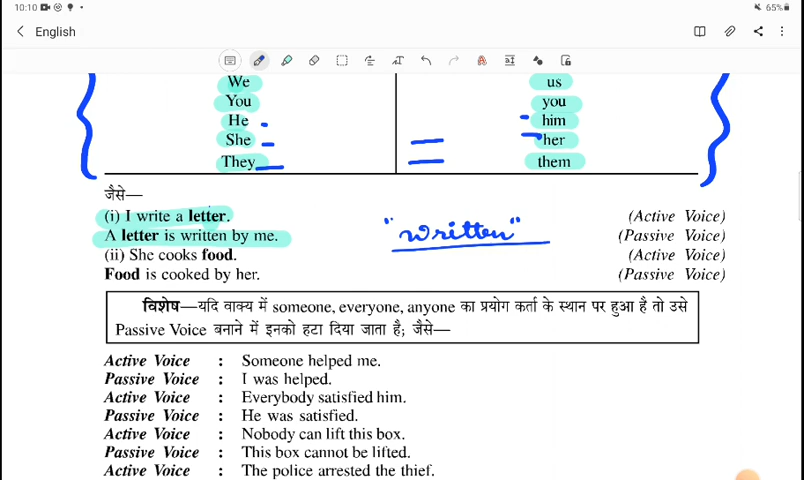 10:10
65%
English
We us
You you
He him
She her
They them
जैसे—
(i) I write a letter. (Active Voice)
A letter is written by me. "written" (Passive Voice)
(ii) She cooks food. (Active Voice)
Food is cooked by her. (Passive Voice)
विशेष—यदि वाक्य में someone, everyone, anyone का प्रयोग कर्ता के स्थान पर हुआ है तो उसे
Passive Voice बनाने में इनको हटा दिया जाता है; जैसे—
Active Voice : Someone helped me.
Passive Voice : I was helped.
Active Voice : Everybody satisfied him.
Passive Voice : He was satisfied.
Active Voice : Nobody can lift this box.
Passive Voice : This box cannot be lifted.
Active Voice : The police arrested the thief.